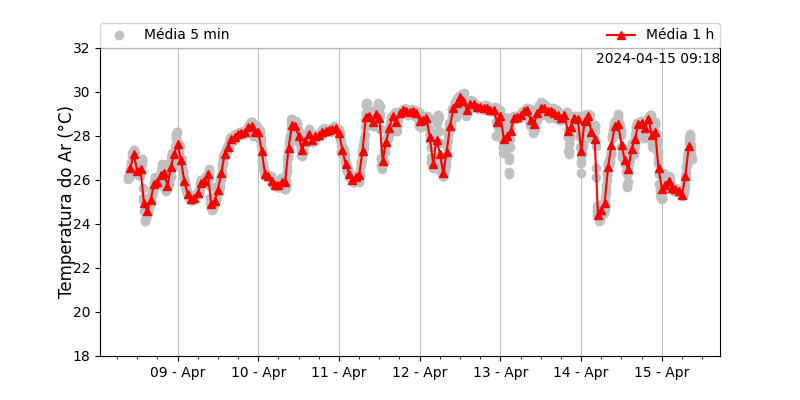 Média 5 min
Média 1 h
2024-04-15 09:18
Temperatura do Ar (°C)
32
30
28
26
24
22
20
18
09 - Apr
10 - Apr
11 - Apr
12 - Apr
13 - Apr
14 - Apr
15 - Apr